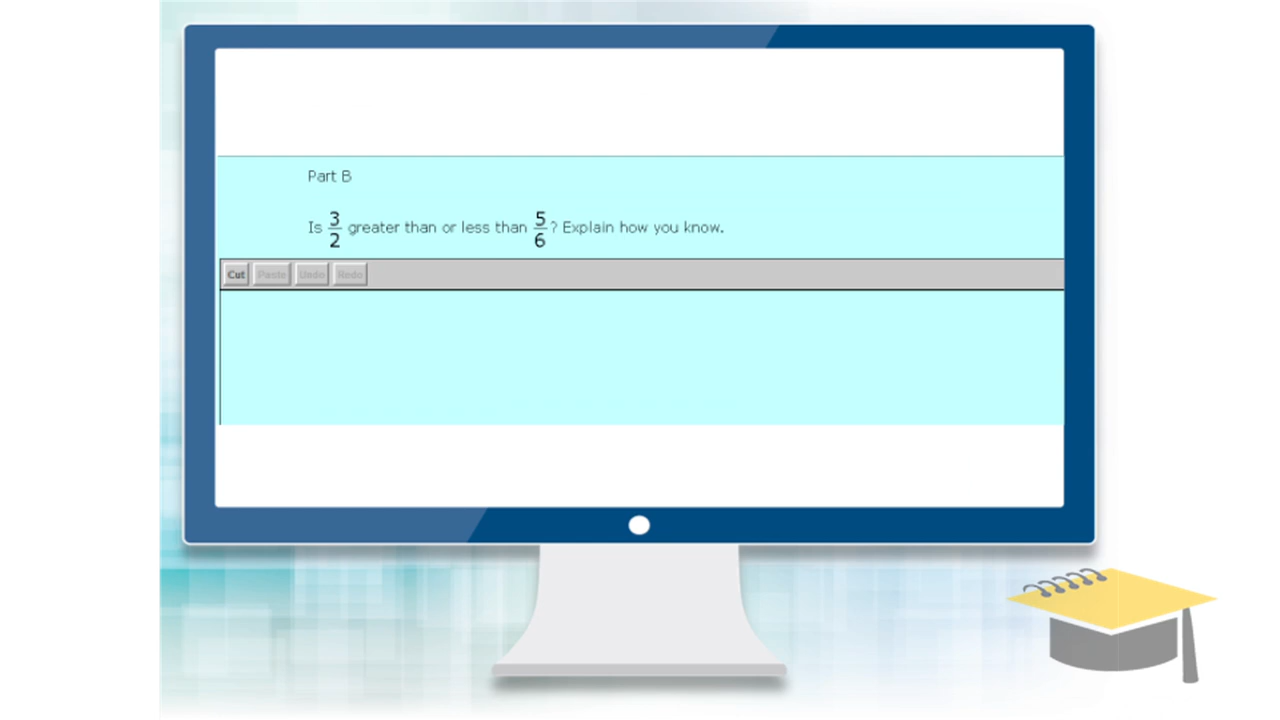 Part B
Is 3/2 greater than or less than 5/6? Explain how you know.
Cut Paste Undo Redo